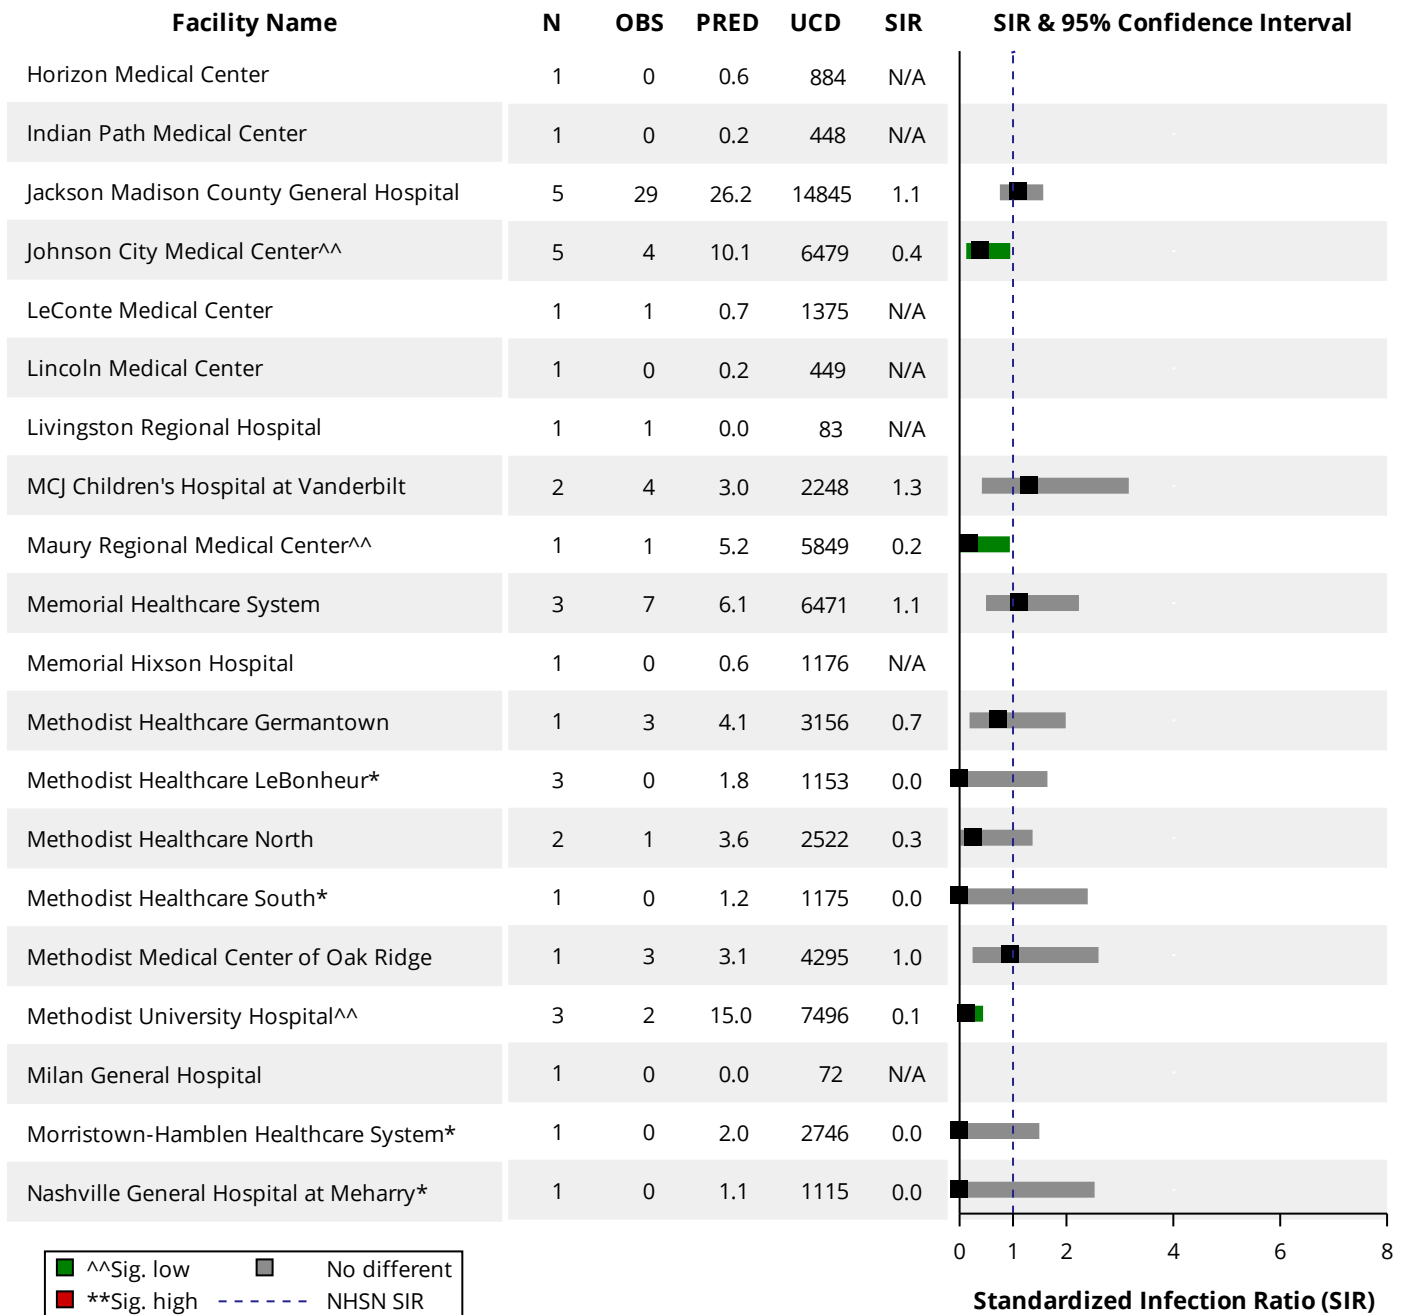 Facility Name N OBS PRED UCD SIR SIR & 95% Confidence Interval
Horizon Medical Center 1 0 0.6 884 N/A
Indian Path Medical Center 1 0 0.2 448 N/A
Jackson Madison County General Hospital 5 29 26.2 14845 1.1
Johnson City Medical Center^^ 5 4 10.1 6479 0.4
LeConte Medical Center 1 1 0.7 1375 N/A
Lincoln Medical Center 1 0 0.2 449 N/A
Livingston Regional Hospital 1 1 0.0 83 N/A
MCJ Children's Hospital at Vanderbilt 2 4 3.0 2248 1.3
Maury Regional Medical Center^^ 1 1 5.2 5849 0.2
Memorial Healthcare System 3 7 6.1 6471 1.1
Memorial Hixson Hospital 1 0 0.6 1176 N/A
Methodist Healthcare Germantown 1 3 4.1 3156 0.7
Methodist Healthcare LeBonheur* 3 0 1.8 1153 0.0
Methodist Healthcare North 2 1 3.6 2522 0.3
Methodist Healthcare South* 1 0 1.2 1175 0.0
Methodist Medical Center of Oak Ridge 1 3 3.1 4295 1.0
Methodist University Hospital^^ 3 2 15.0 7496 0.1
Milan General Hospital 1 0 0.0 72 N/A
Morristown-Hamblen Healthcare System* 1 0 2.0 2746 0.0
Nashville General Hospital at Meharry* 1 0 1.1 1115 0.0
0 1 2 4 6 8
^^Sig. low No different
**Sig. high NHSN SIR
Standardized Infection Ratio (SIR)